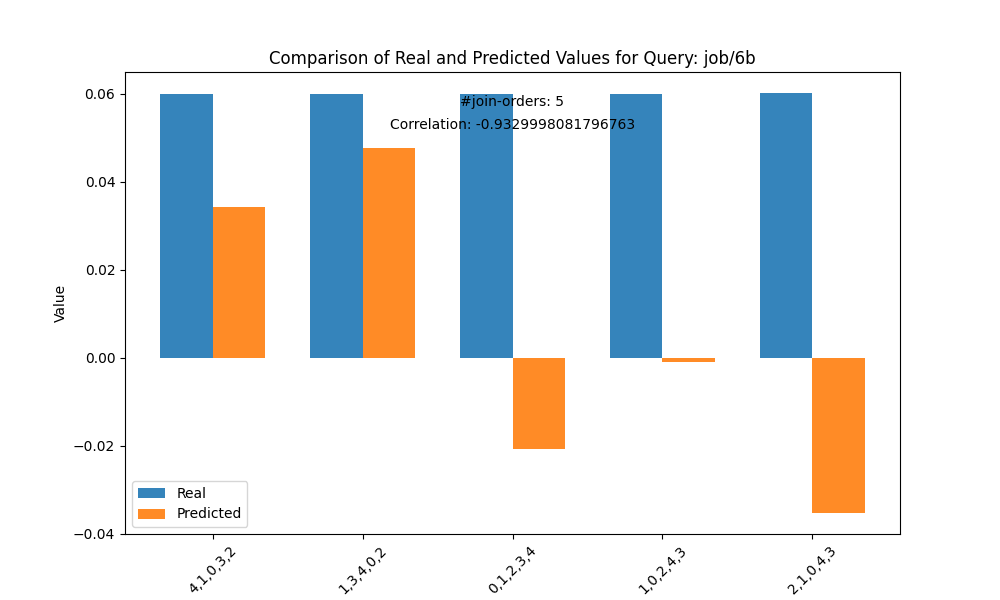 Comparison of Real and Predicted Values for Query: job/6b
#join-orders: 5
Correlation: -0.9329998081796763
0.06
0.04
0.02
0.00
−0.02
−0.04
Value
Real
Predicted
4,1,0,3,2
1,3,4,0,2
0,1,2,3,4
1,0,2,4,3
2,1,0,4,3